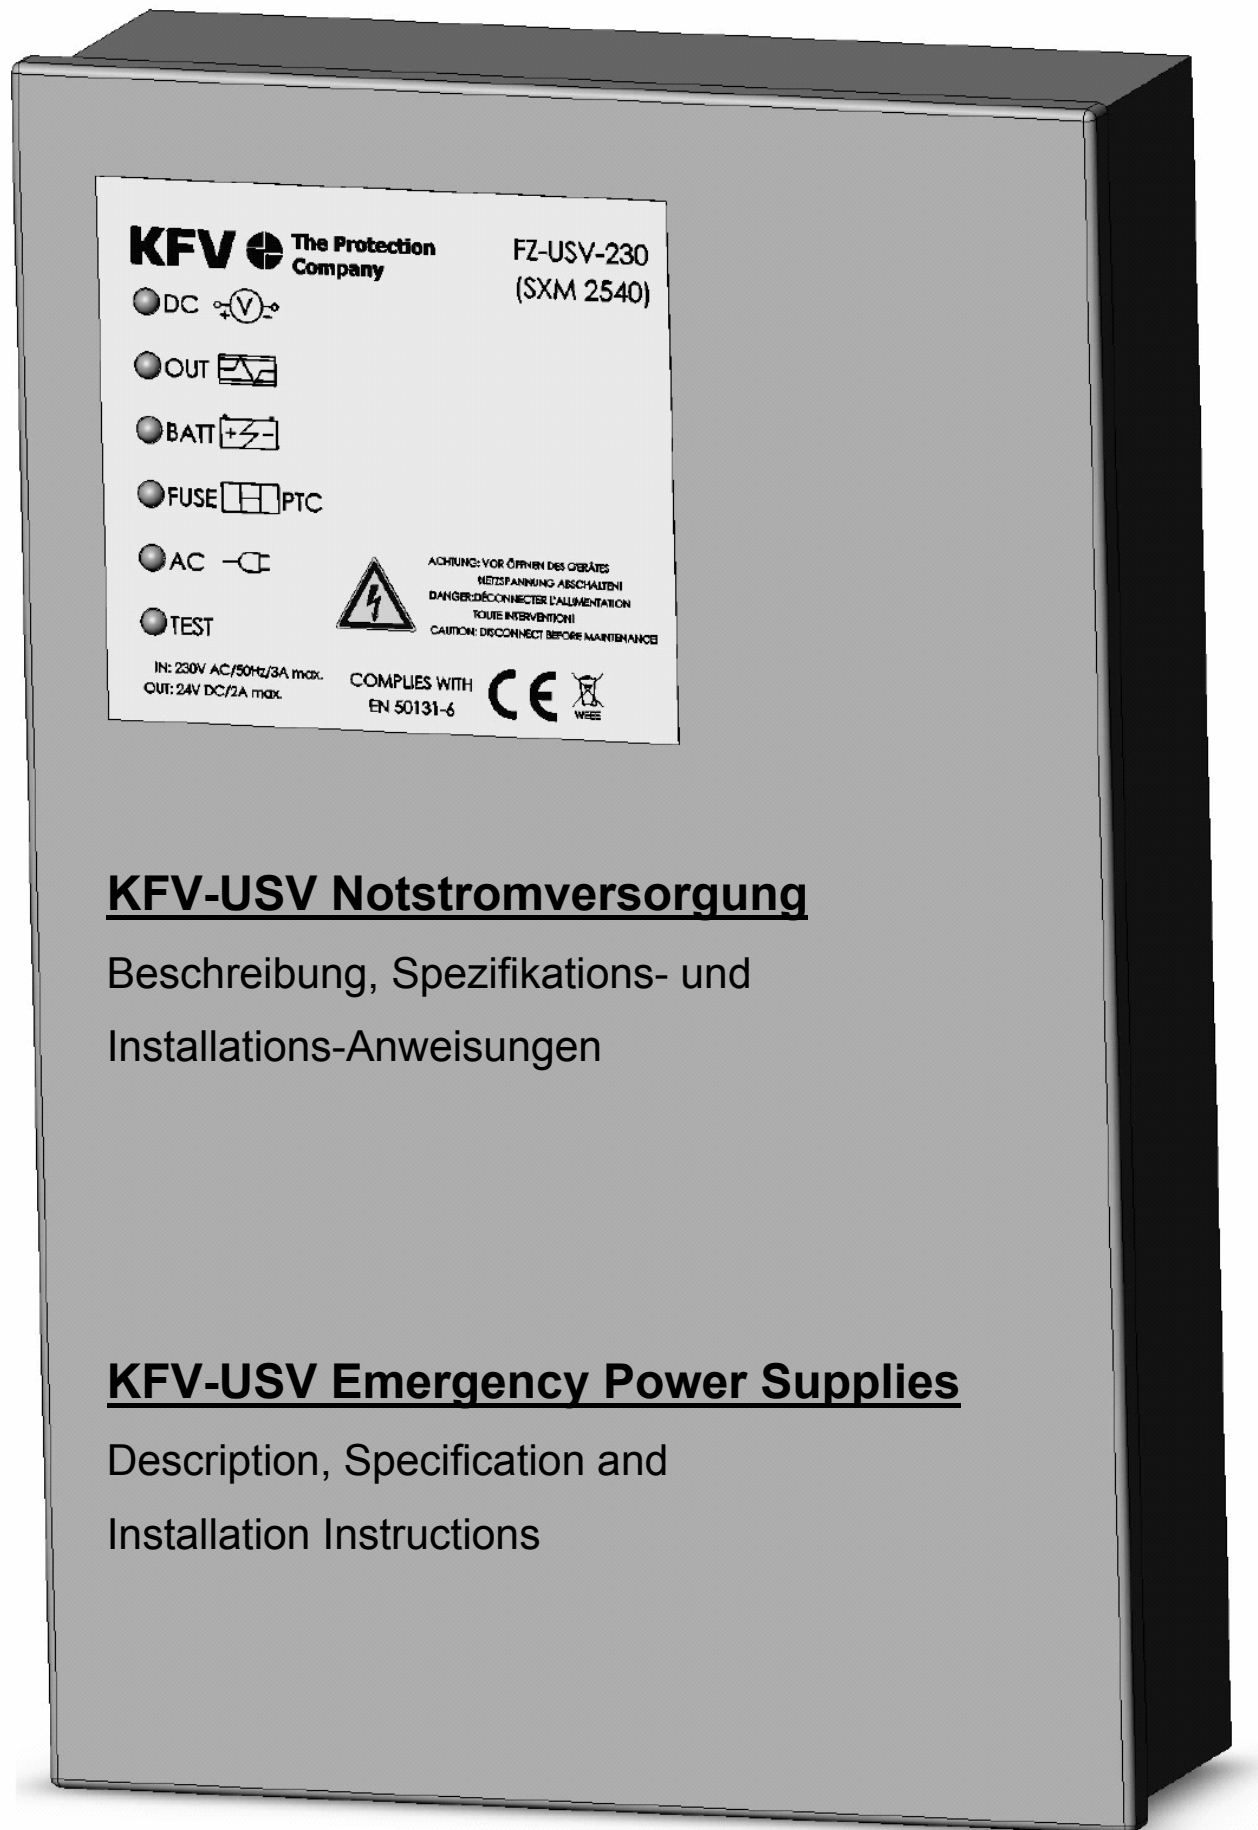 KFV The Protection
Company
FZ-USV-230
(SXM 2540)
DC V
OUT
BATT + -
FUSE PTC
AC
TEST
ACHTUNG: VOR ÖFFNEN DES GERÄTES
NETZSPANNUNG ABSCHALTEN!
DANGER:DÉCONNECTER L'ALLIMENTATION
TOUTE INTERVENTION!
CAUTION: DISCONNECT BEFORE MAINTENANCE!
IN: 230V AC/50Hz/3A max.
OUT: 24V DC/2A max.
COMPLIES WITH
EN 50131-6
CE
WEEE
KFV-USV Notstromversorgung
Beschreibung, Spezifikations- und
Installations-Anweisungen
KFV-USV Emergency Power Supplies
Description, Specification and
Installation Instructions